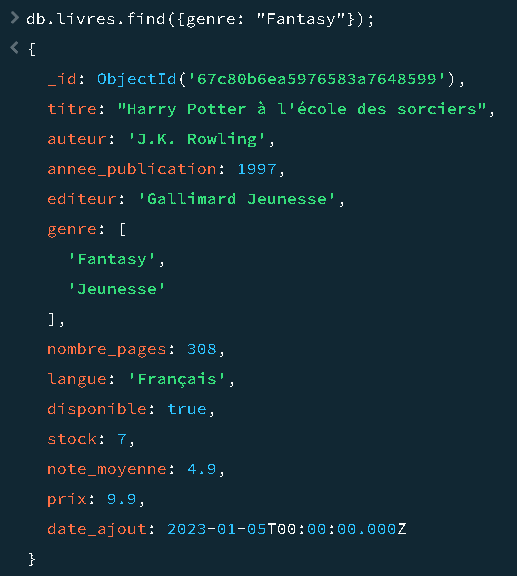 > db.livres.find({genre: "Fantasy"});
< {
_id: ObjectId('67c80b6ea5976583a7648599'),
titre: "Harry Potter à l'école des sorciers",
auteur: 'J.K. Rowling',
annee_publication: 1997,
editeur: 'Gallimard Jeunesse',
genre: [
'Fantasy',
'Jeunesse'
],
nombre_pages: 308,
langue: 'Français',
disponible: true,
stock: 7,
note_moyenne: 4.9,
prix: 9.9,
date_ajout: 2023-01-05T00:00:00.000Z
}